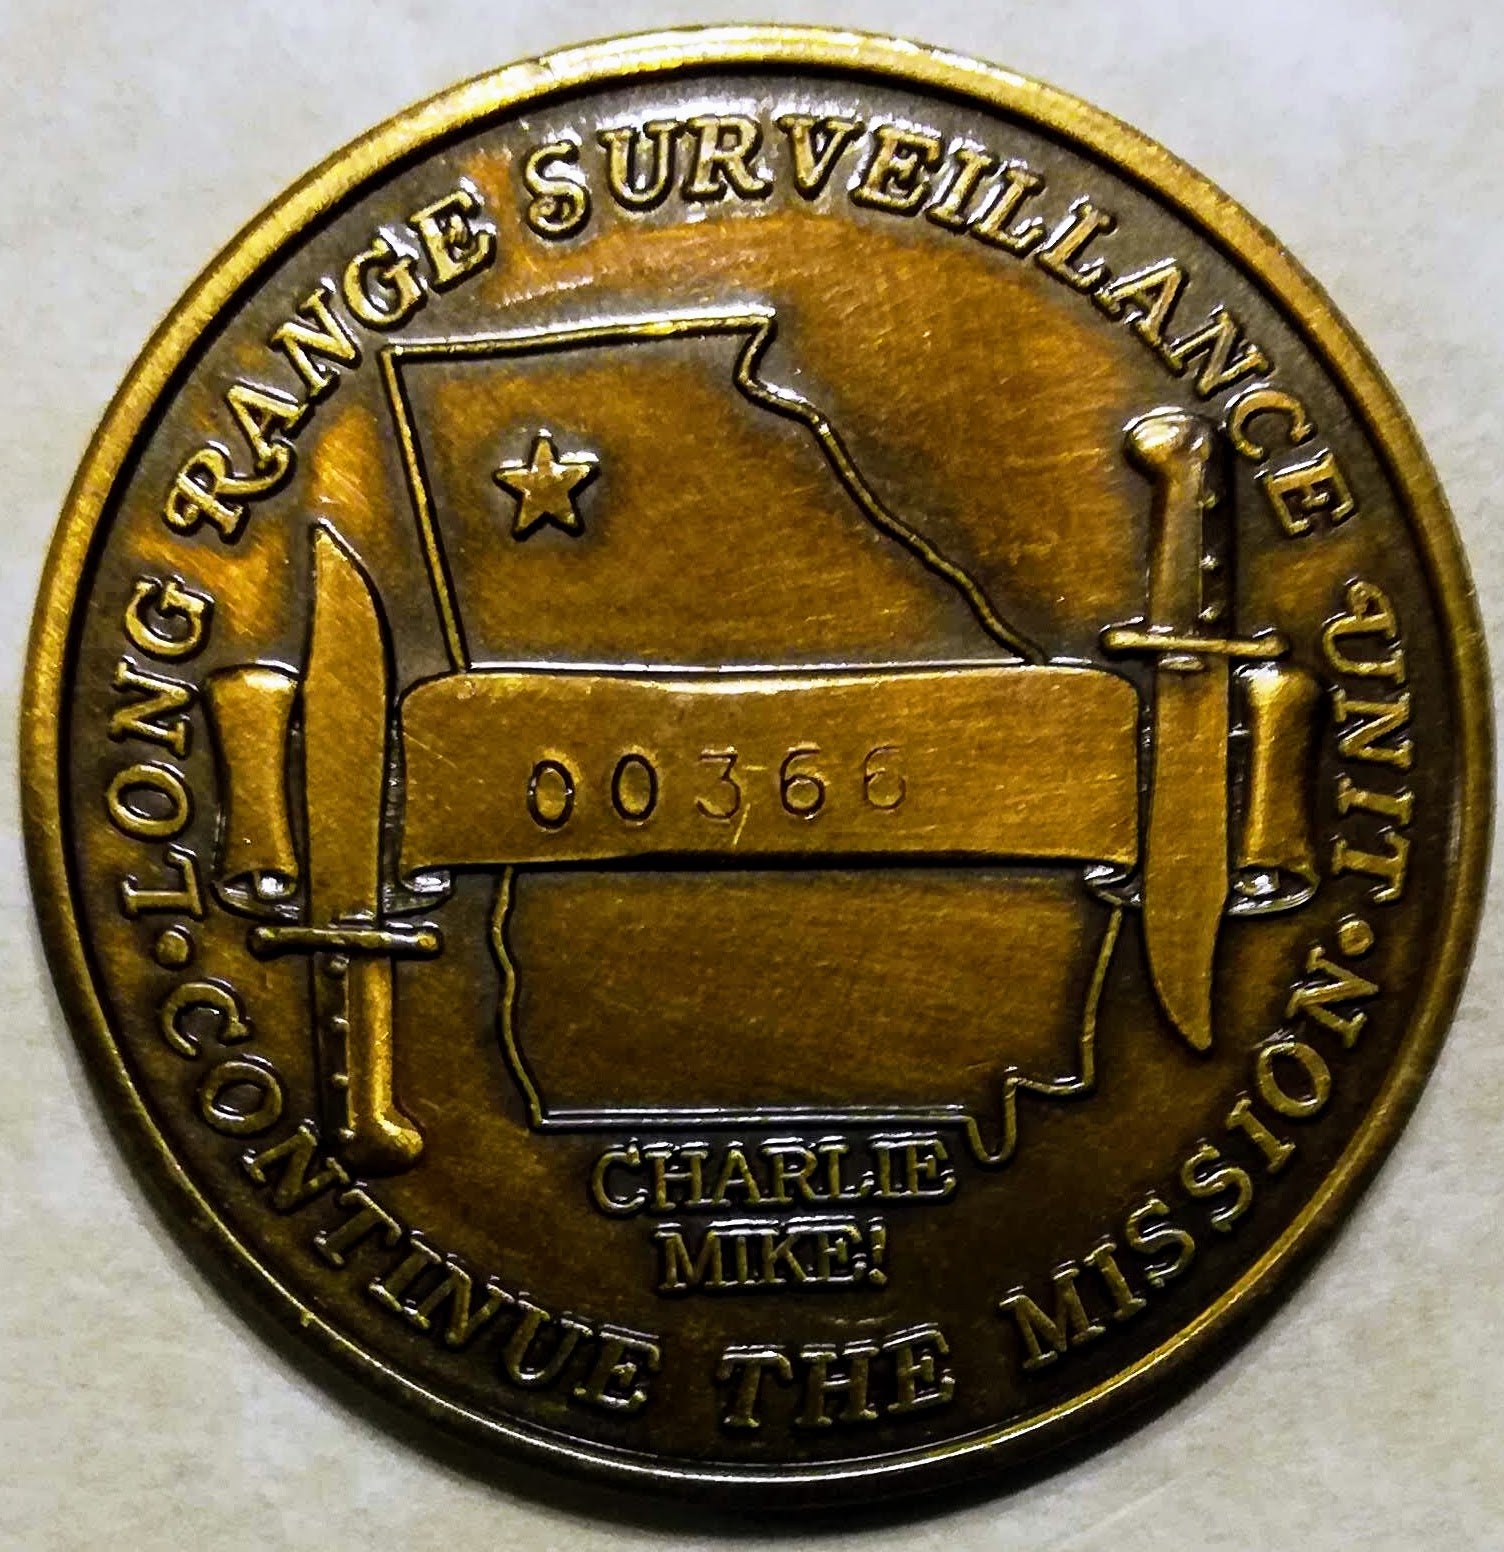 LONG RANGE SURVEILLANCE UNIT
00366
CHARLIE
MIKE!
CONTINUE THE MISSION